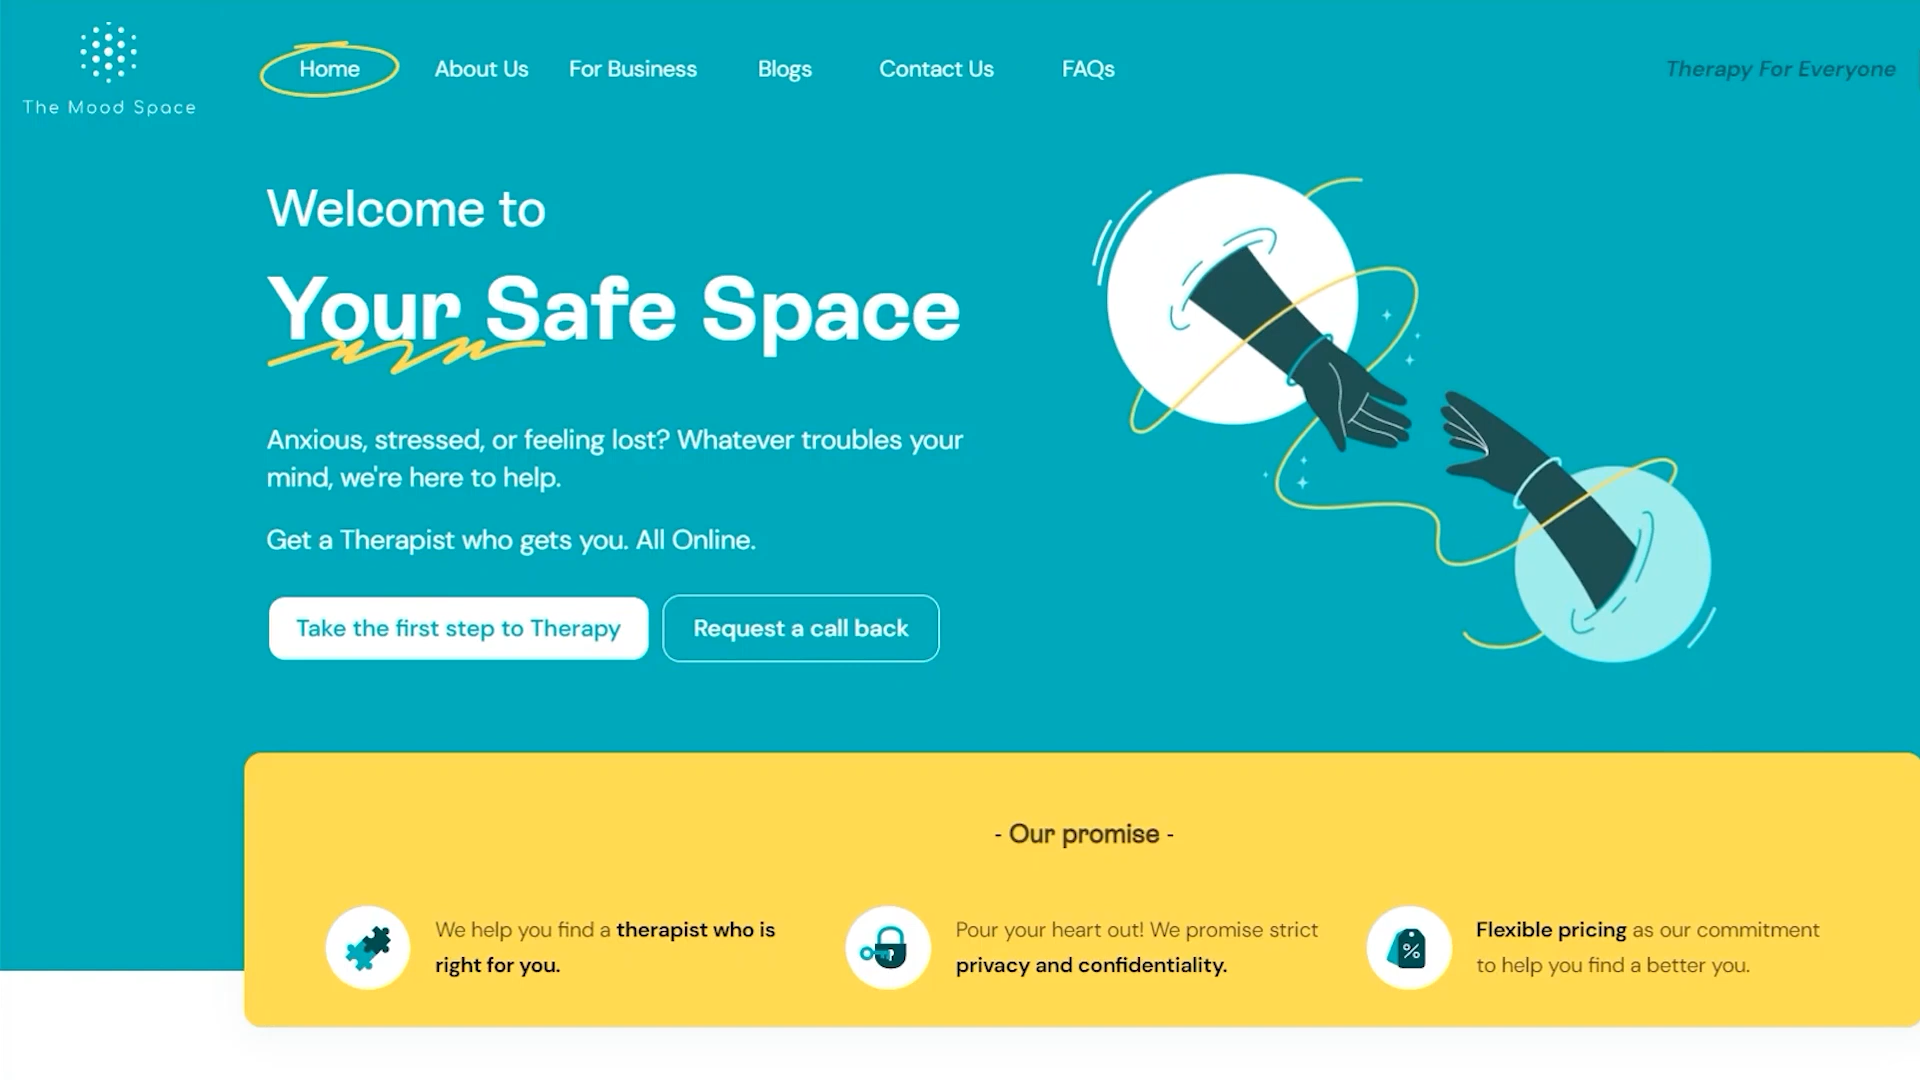 The Mood Space
Home
About Us
For Business
Blogs
Contact Us
FAQs
Therapy For Everyone
Welcome to
Your Safe Space
Anxious, stressed, or feeling lost? Whatever troubles your
mind, we're here to help.
Get a Therapist who gets you. All Online.
Take the first step to Therapy
Request a call back
- Our promise -
We help you find a therapist who is
right for you.
Pour your heart out! We promise strict
privacy and confidentiality.
%
Flexible pricing as our commitment
to help you find a better you.